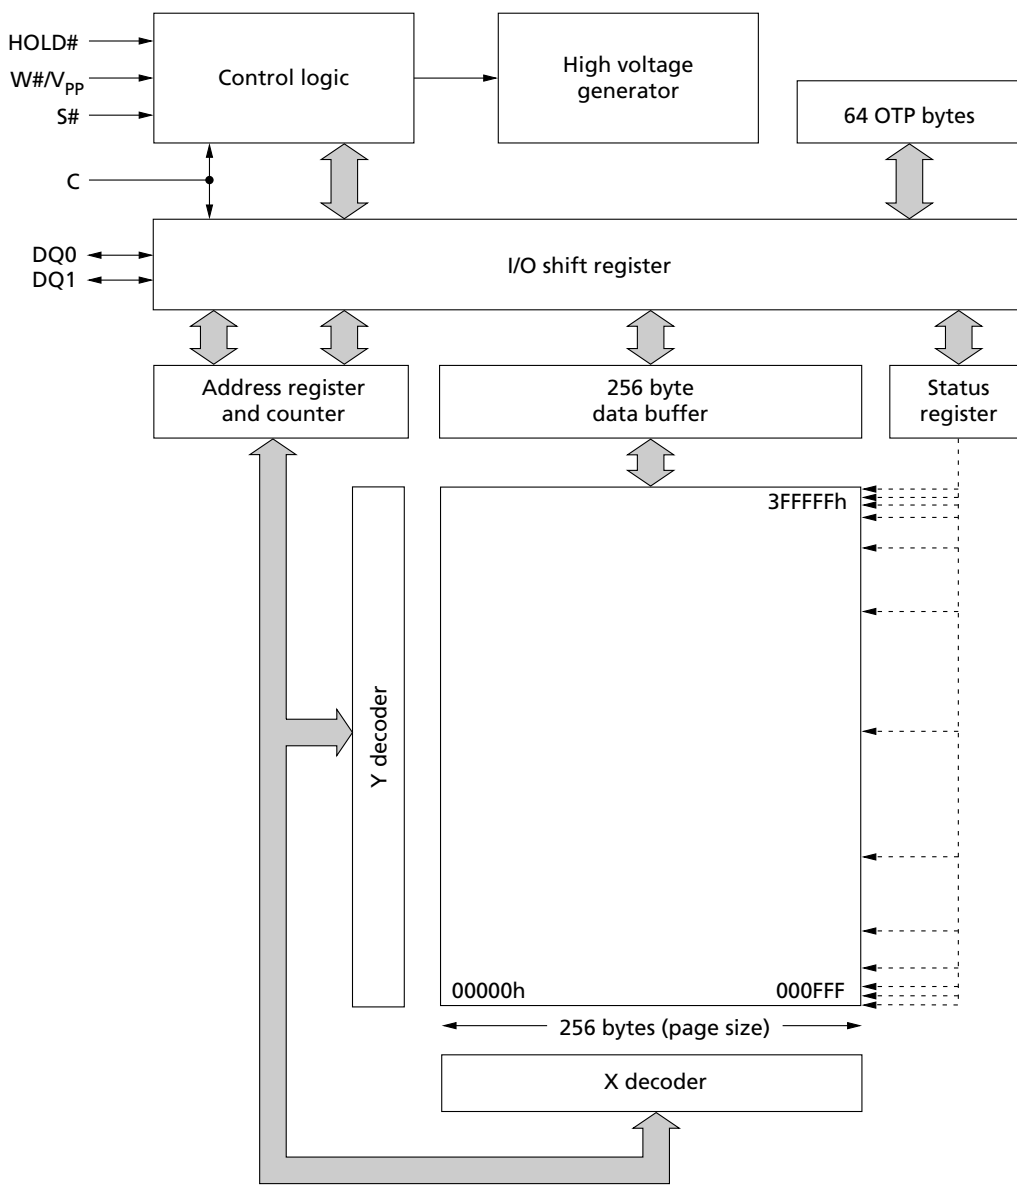 HOLD#
W#/VPP
S#
Control logic
High voltage
generator
64 OTP bytes
C
DQ0
DQ1
I/O shift register
Address register
and counter
256 byte
data buffer
Status
register
3FFFFFh
Y decoder
00000h
000FFF
256 bytes (page size)
X decoder